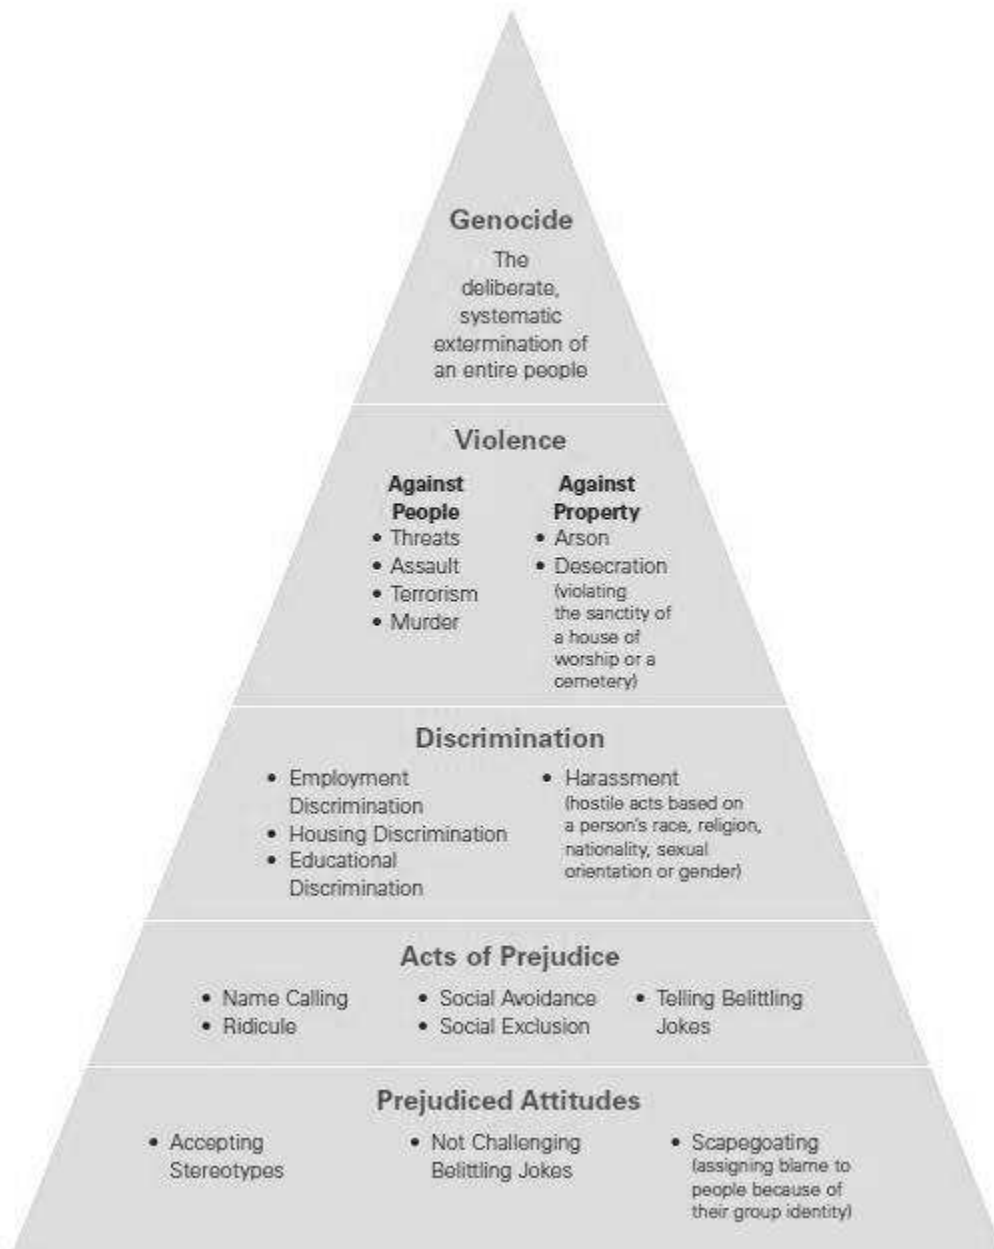 Genocide
The
deliberate,
systematic
extermination of
an entire people
Violence
Against
People
• Threats
• Assault
• Terrorism
• Murder
Against
Property
• Arson
• Desecration
(violating
the sanctity of
a house of
worship or a
cemetery)
Discrimination
• Employment
Discrimination
• Housing Discrimination
• Educational
Discrimination
• Harassment
(hostile acts based on
a person's race, religion,
nationality, sexual
orientation or gender)
Acts of Prejudice
• Name Calling
• Ridicule
• Social Avoidance
• Social Exclusion
• Telling Belittling
Jokes
Prejudiced Attitudes
• Accepting
Stereotypes
• Not Challenging
Belittling Jokes
• Scapegoating
(assigning blame to
people because of
their group identity)